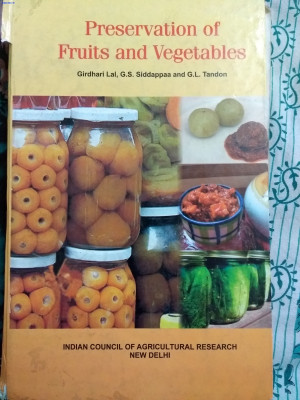 Preservation of
Fruits and Vegetables
Girdhari Lal, G.S. Siddappaa and G.L. Tandon
INDIAN COUNCIL OF AGRICULTURAL RESEARCH
NEW DELHI